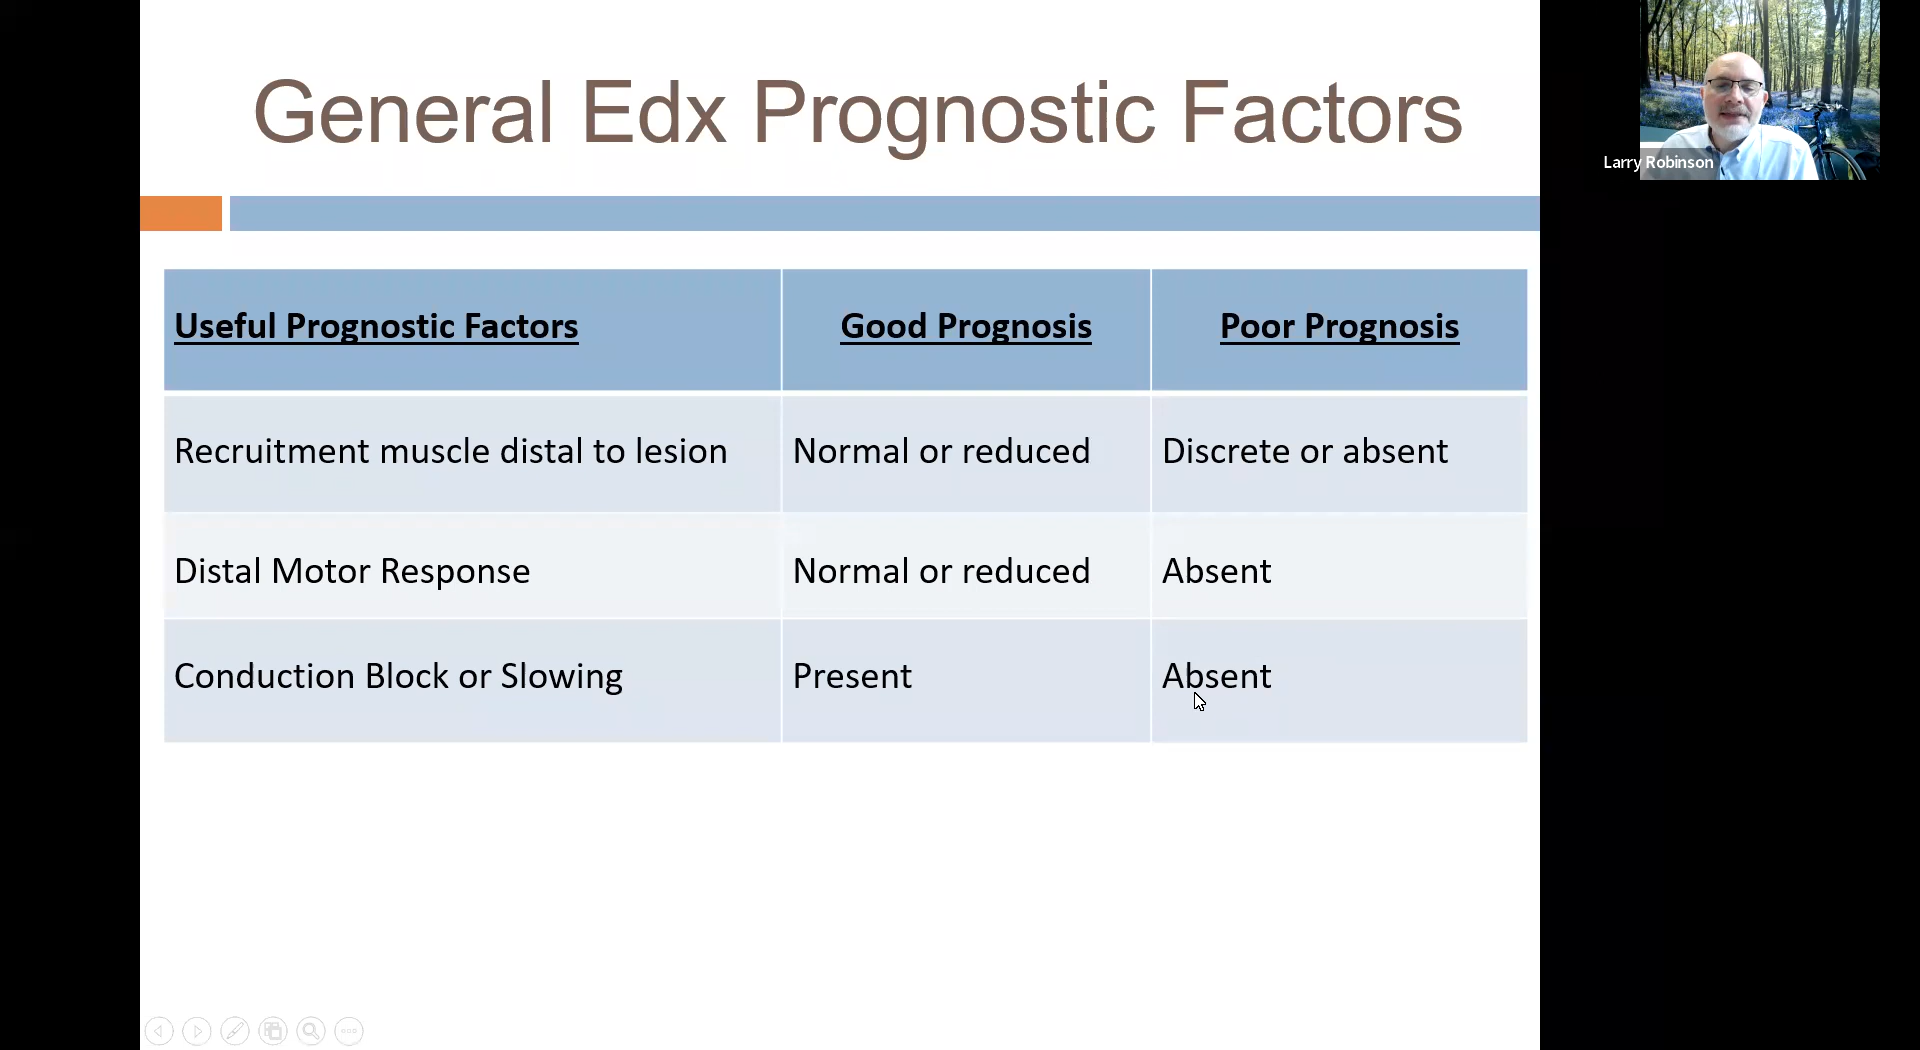 General Edx Prognostic Factors
Larry Robinson
Useful Prognostic Factors Good Prognosis Poor Prognosis
Recruitment muscle distal to lesion Normal or reduced Discrete or absent
Distal Motor Response Normal or reduced Absent
Conduction Block or Slowing Present Absent